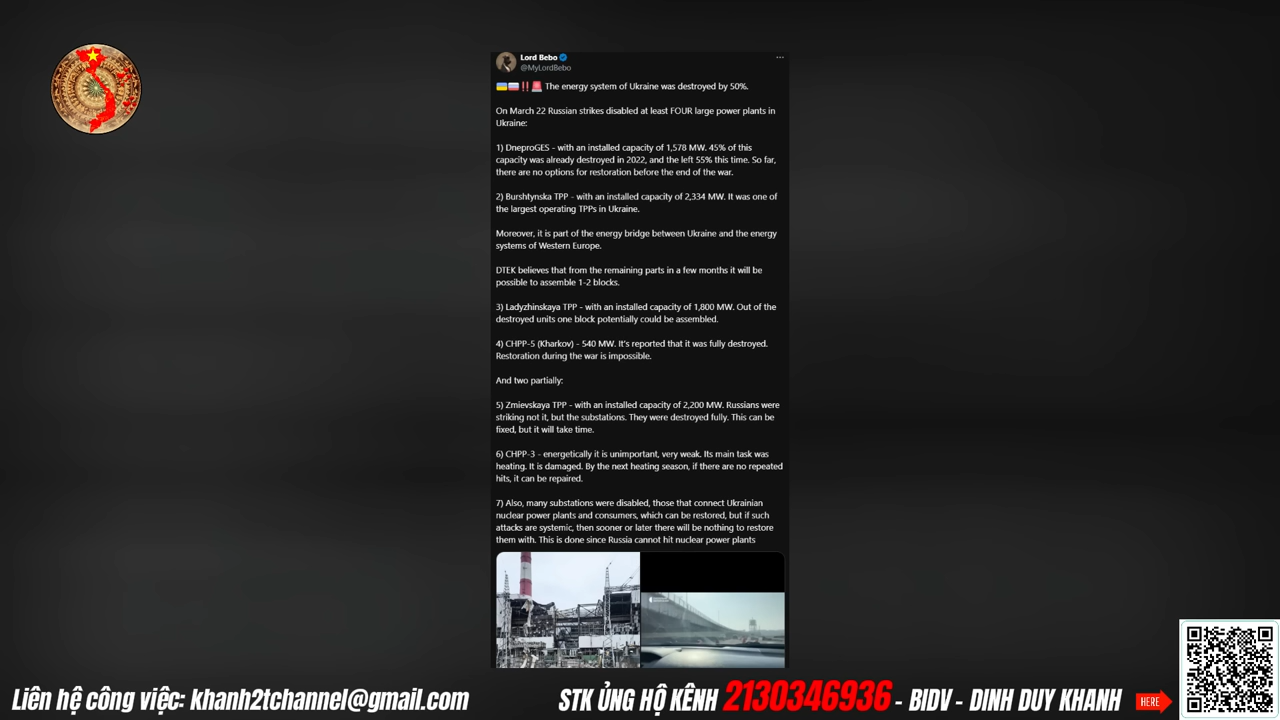 Lord Bebo
@MyLordBebo
🇺🇦🇷🇺‼️🚨 The energy system of Ukraine was destroyed by 50%.
On March 22 Russian strikes disabled at least FOUR large power plants in
Ukraine:
1) DneproGES - with an installed capacity of 1,578 MW. 45% of this
capacity was already destroyed in 2022, and the left 55% this time. So far,
there are no options for restoration before the end of the war.
2) Burshtynska TPP - with an installed capacity of 2,334 MW. It was one of
the largest operating TPPs in Ukraine.
Moreover, it is part of the energy bridge between Ukraine and the energy
systems of Western Europe.
DTEK believes that from the remaining parts in a few months it will be
possible to assemble 1-2 blocks.
3) Ladyzhinskaya TPP - with an installed capacity of 1,800 MW. Out of the
destroyed units one block potentially could be assembled.
4) CHPP-5 (Kharkov) - 540 MW. It's reported that it was fully destroyed.
Restoration during the war is impossible.
And two partially:
5) Zmievskaya TPP - with an installed capacity of 2,200 MW. Russians were
striking not it, but the substations. They were destroyed fully. This can be
fixed, but it will take time.
6) CHPP-3 - energetically it is unimportant, very weak. Its main task was
heating. It is damaged. By the next heating season, if there are no repeated
hits, it can be repaired.
7) Also, many substations were disabled, those that connect Ukrainian
nuclear power plants and consumers, which can be restored, but if such
attacks are systemic, then sooner or later there will be nothing to restore
them with. This is done since Russia cannot hit nuclear power plants
Liên hệ công việc: khanh2tchannel@gmail.com
STK ỦNG HỘ KÊNH 2130346936 - BIDV - DINH DUY KHANH
HERE